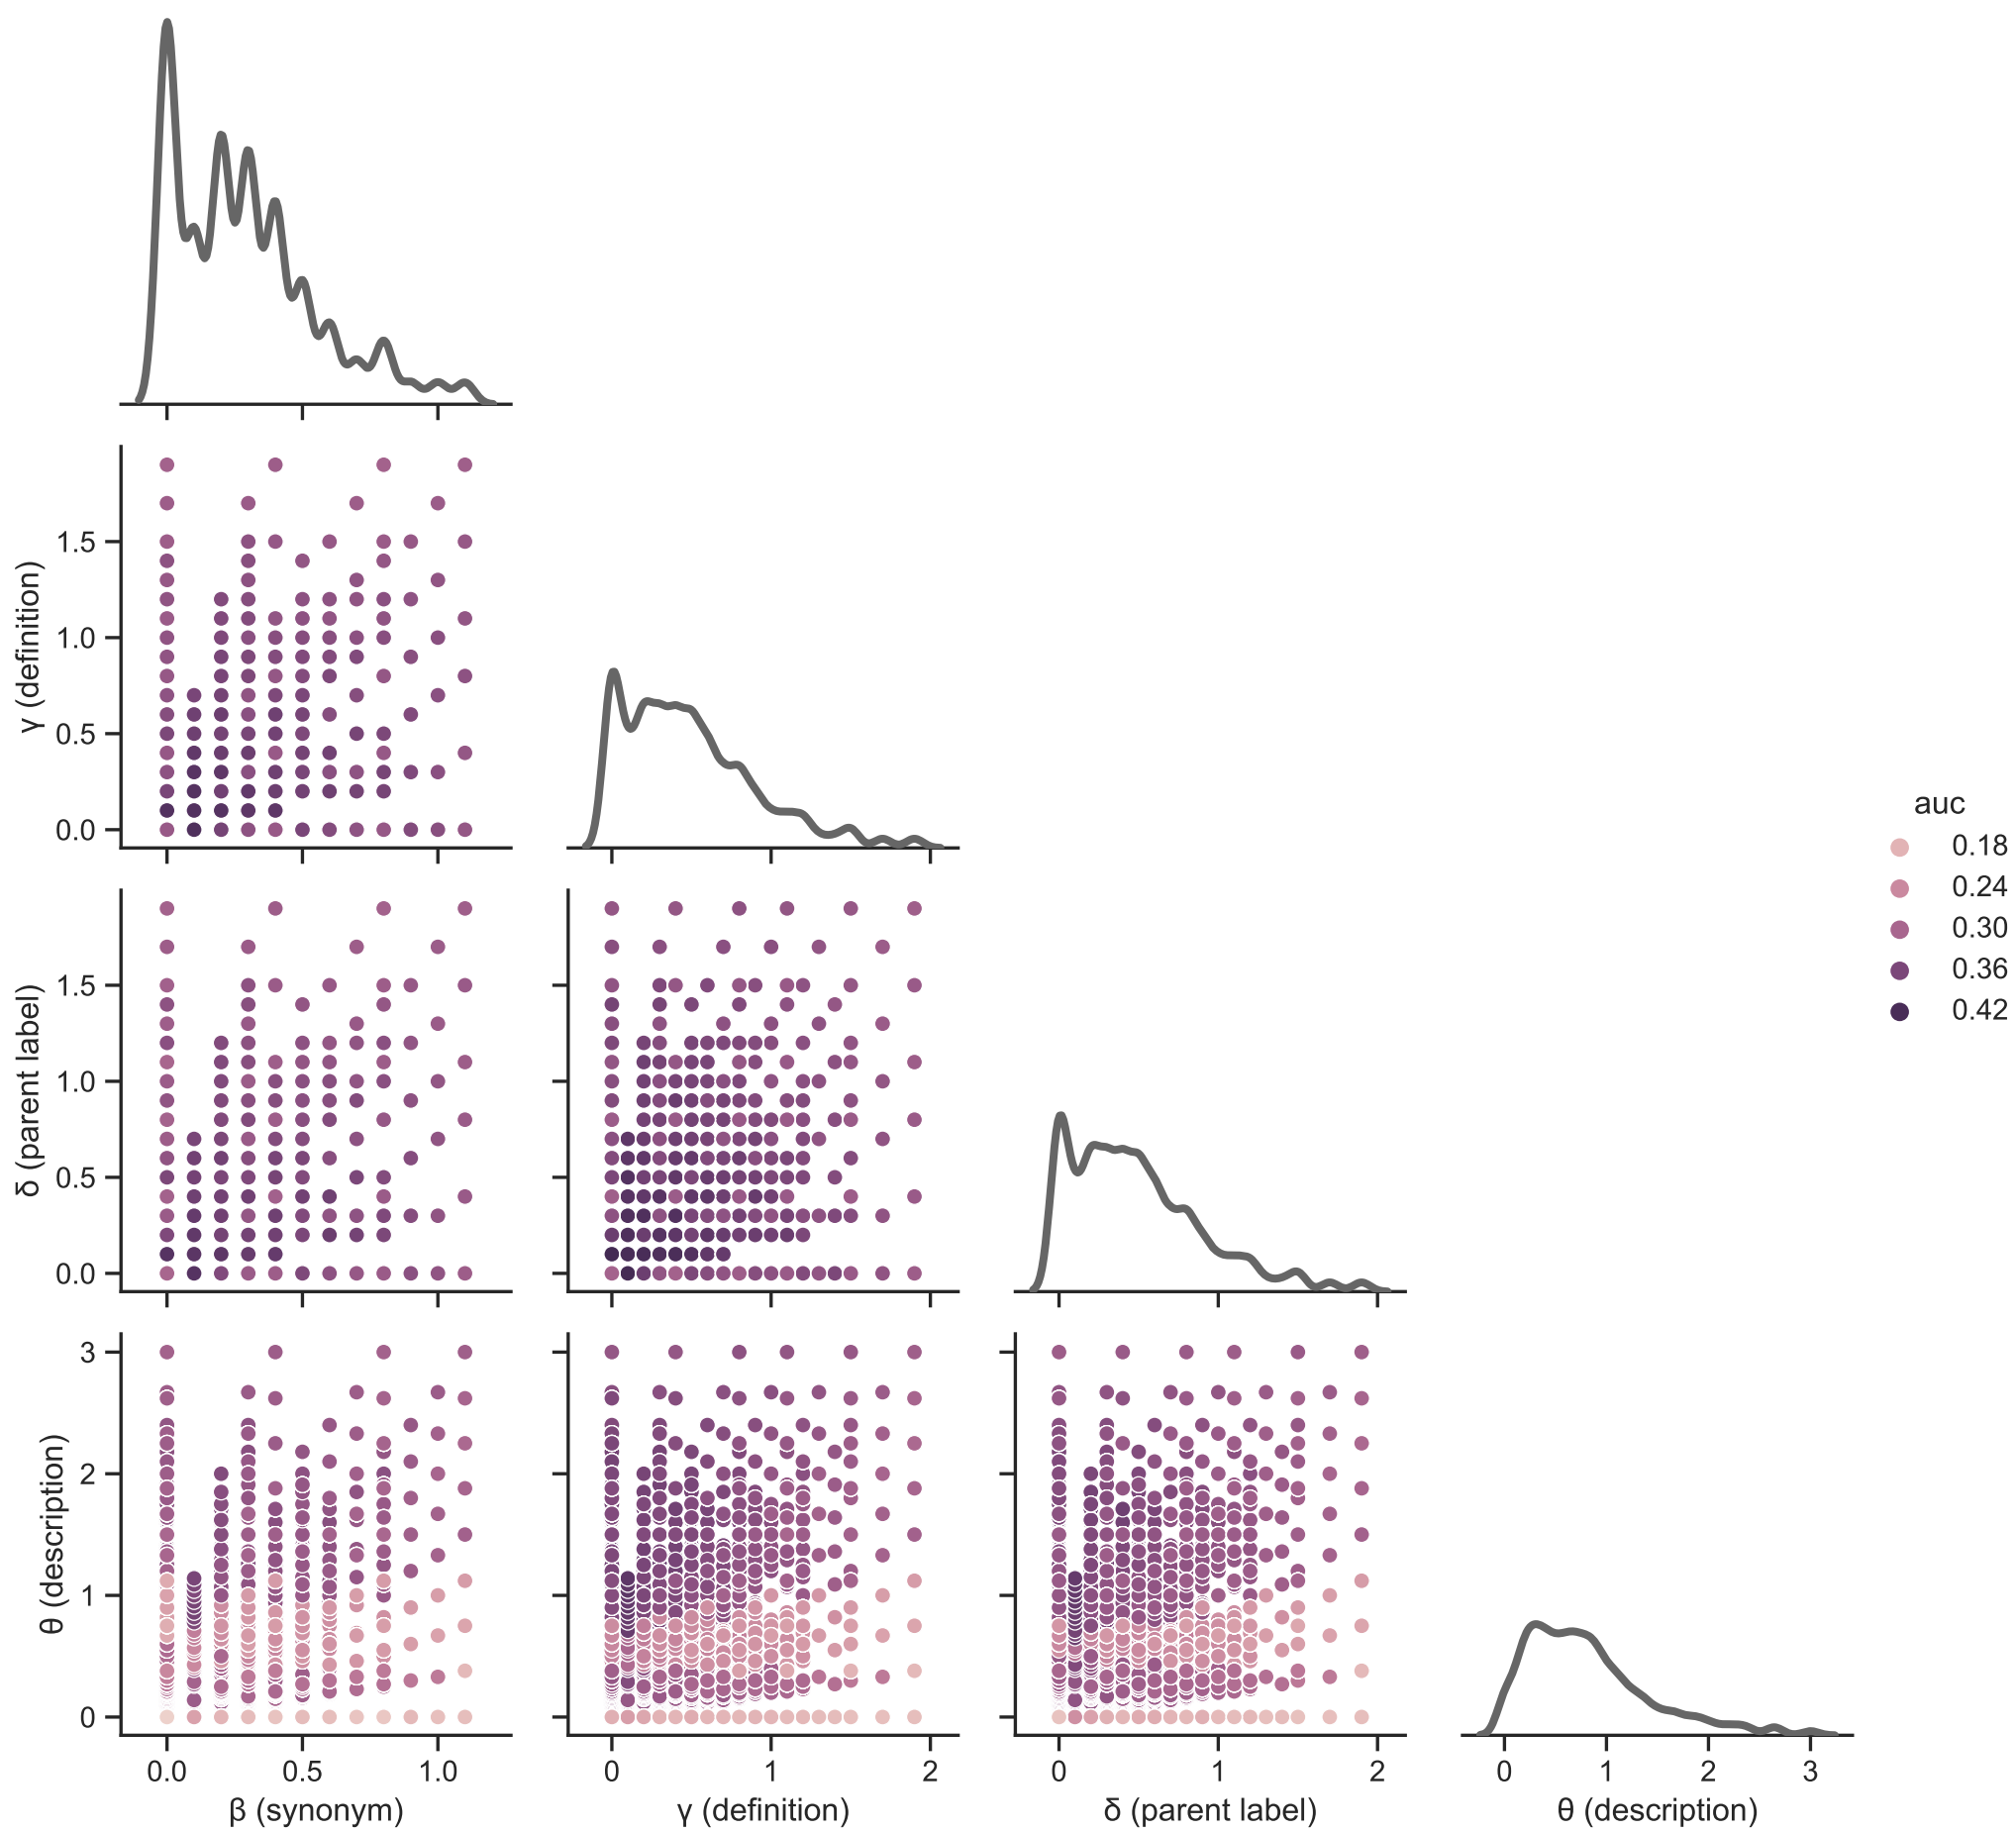 γ (definition)
1.5
1.0
0.5
0.0
auc
0.18
0.24
0.30
0.36
0.42
δ (parent label)
1.5
1.0
0.5
0.0
θ (description)
3
2
1
0
0.0 0.5 1.0
0 1 2
0 1 2
0 1 2 3
β (synonym)
γ (definition)
δ (parent label)
θ (description)